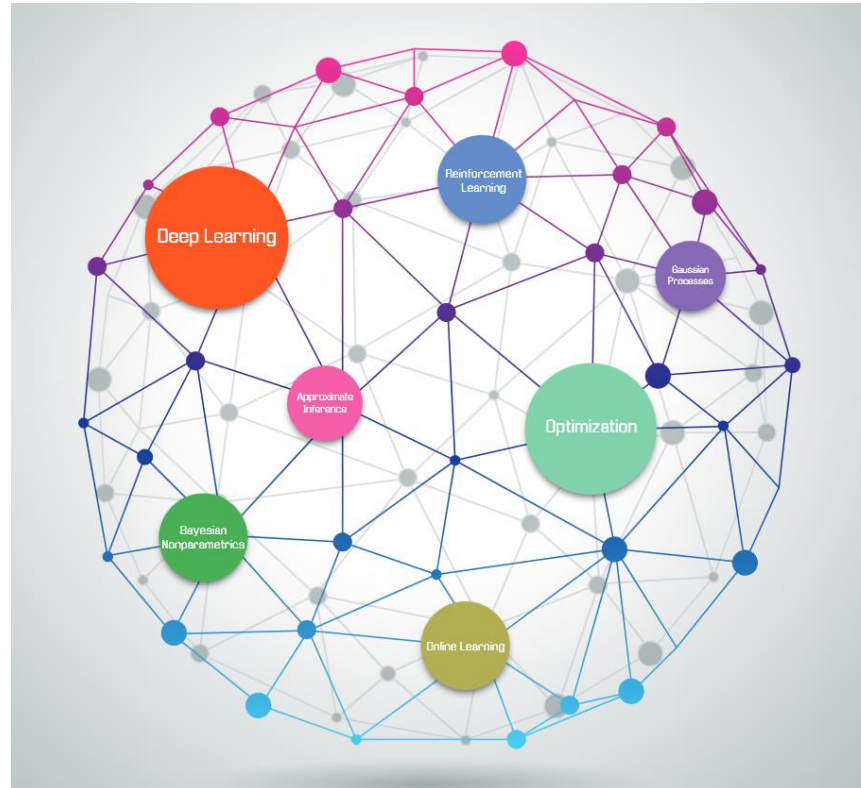 Reinforcement
Learning
Deep Learning
Gaussian
Processes
Approximate
Inference
Optimization
Bayesian
Nonparametrics
Online Learning